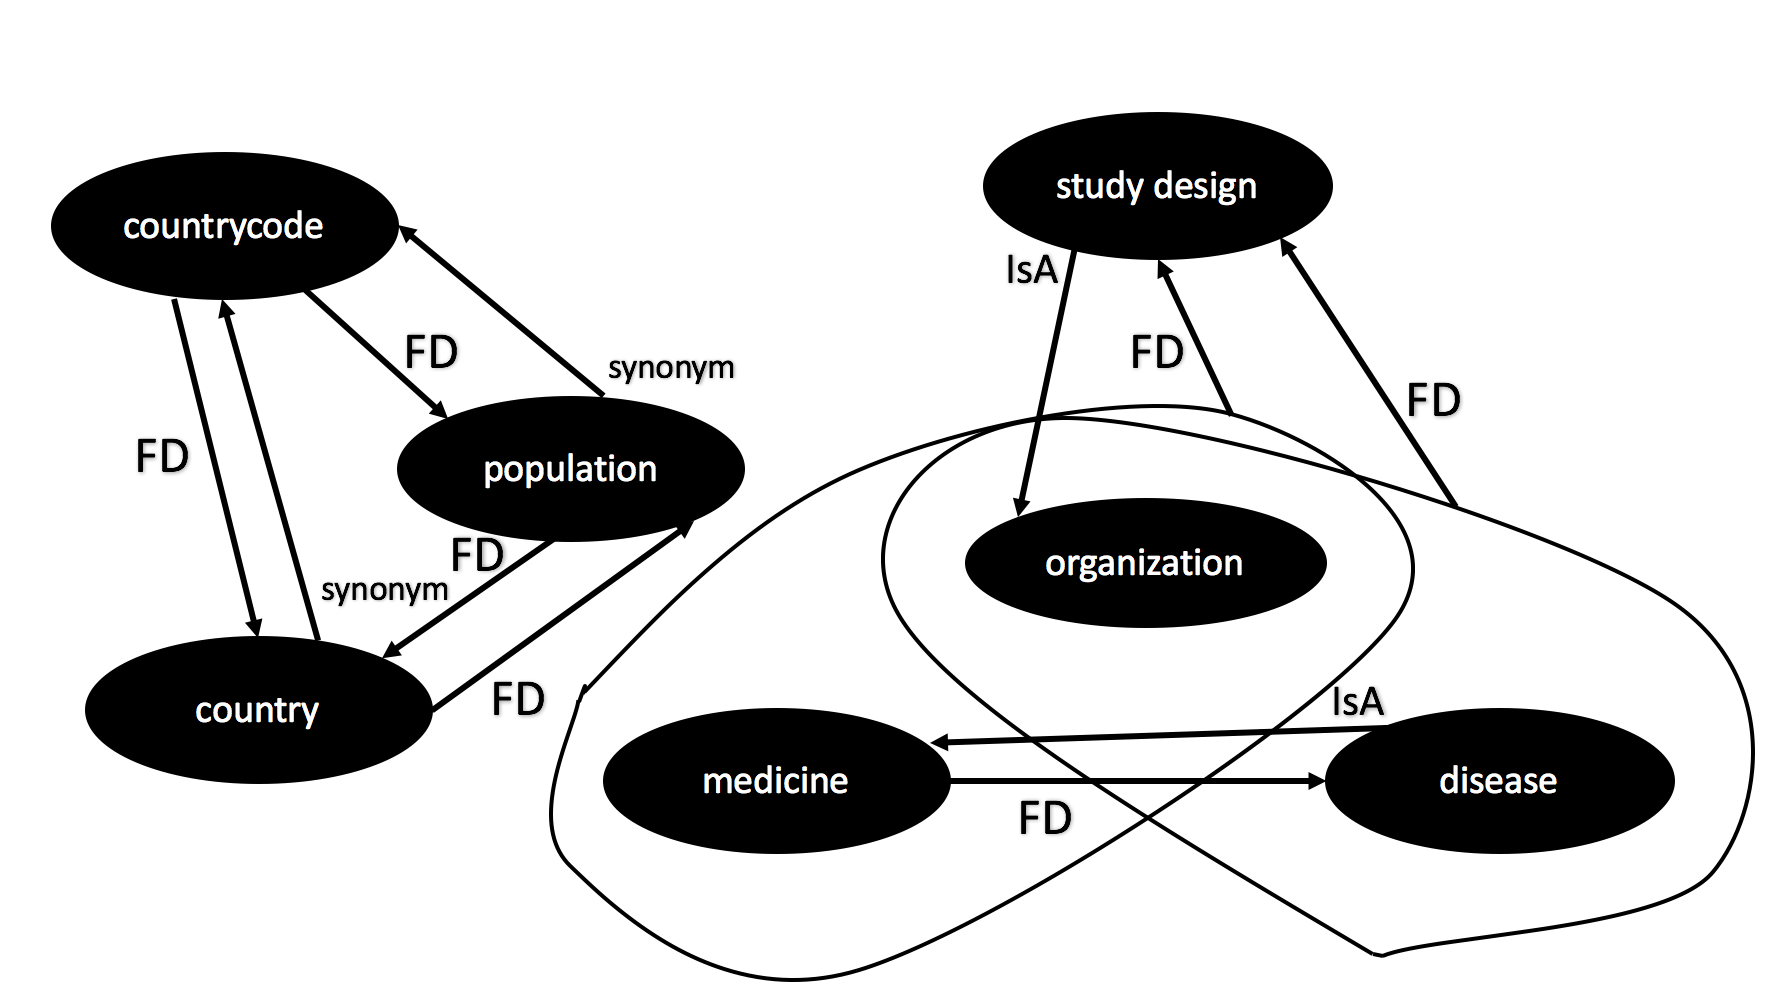 study design
countrycode
IsA
FD
FD
synonym
FD
FD
population
FD
synonym
organization
FD
IsA
country
medicine
disease
FD